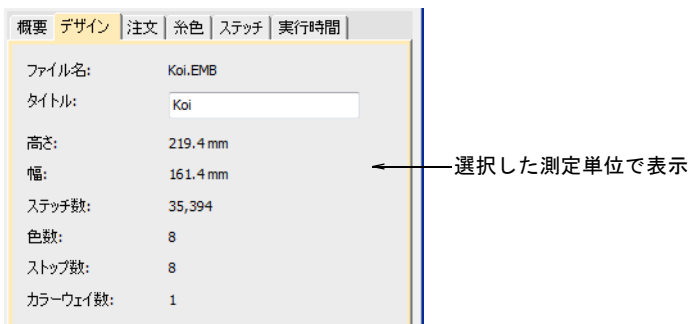 概要 デザイン 注文 糸色 ステッチ 実行時間
ファイル名: Koi.EMB
タイトル: Koi
高さ: 219.4 mm
幅: 161.4 mm
選択した測定単位で表示
ステッチ数: 35,394
色数: 8
ストップ数: 8
カラーウェイ数: 1